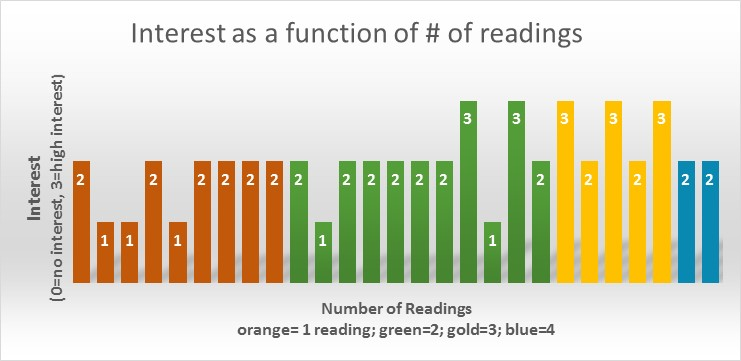 Interest as a function of # of readings
Interest
(0=no interest, 3=high interest)
2 1 1 2 1 2 2 2 2 2 1 2 2 2 2 2 3 1 3 2 3 2 3 2 3 2 2
Number of Readings
orange= 1 reading; green=2; gold=3; blue=4